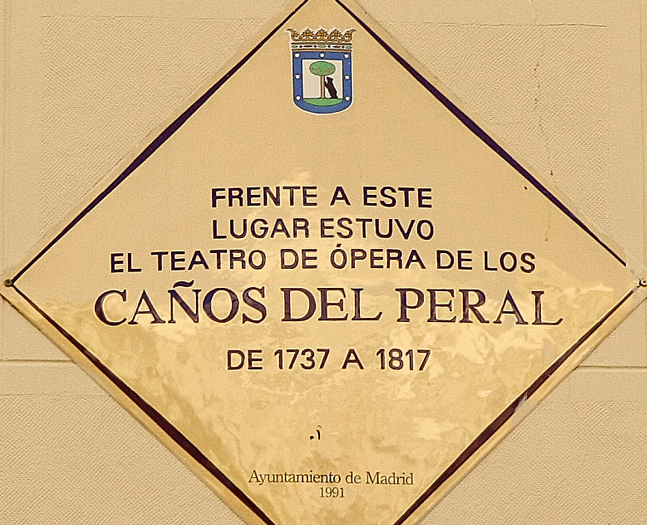 FRENTE A ESTE
LUGAR ESTUVO
EL TEATRO DE ÓPERA DE LOS
CAÑOS DEL PERAL
DE 1737 A 1817
Ayuntamiento de Madrid
1991